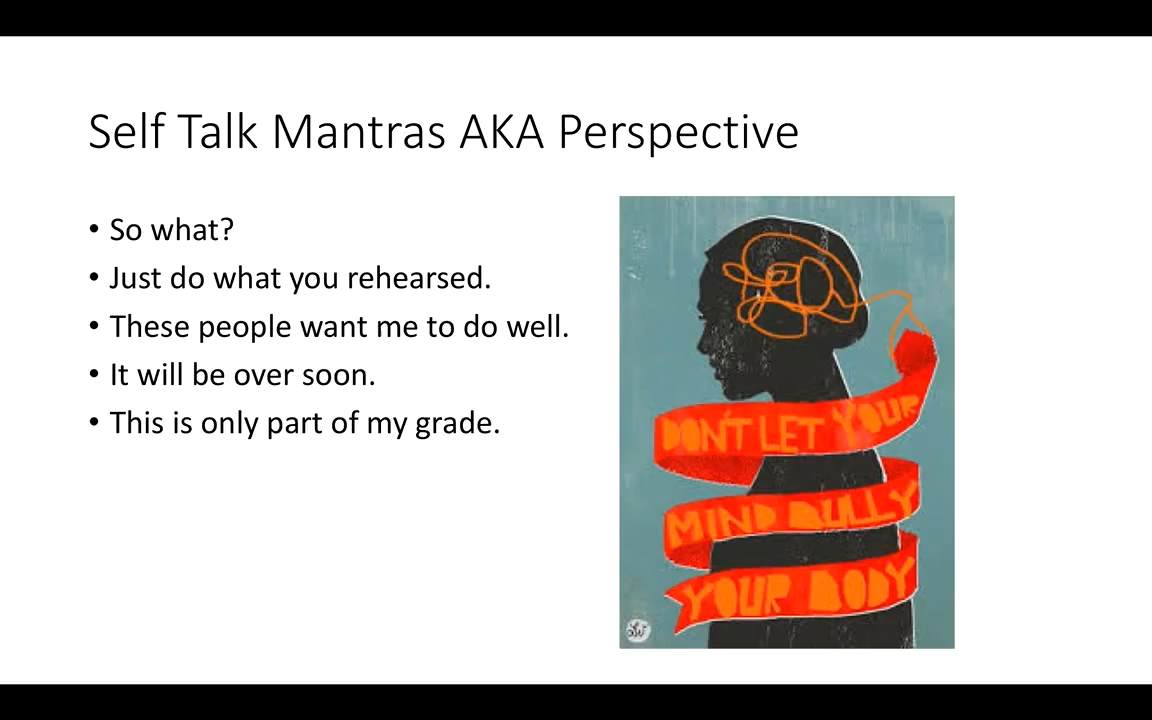 Self Talk Mantras AKA Perspective
• So what?
• Just do what you rehearsed.
• These people want me to do well.
• It will be over soon.
• This is only part of my grade.
DON'T LET YOUR
MIND BULLY
YOUR BODY